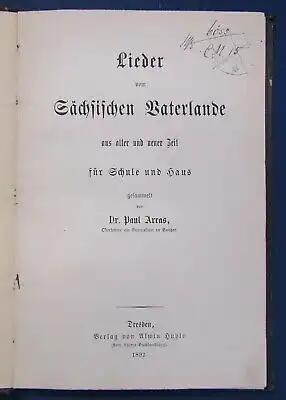 Lieder
vom
Sächsischen Vaterlande
aus alter und neuer Zeit
für Schule und Haus
gesammelt
von
Dr. Paul Arras,
Oberlehrer am Gymnasium zu Bautzen
Dresden,
Verlag von Alwin Huhle
1892